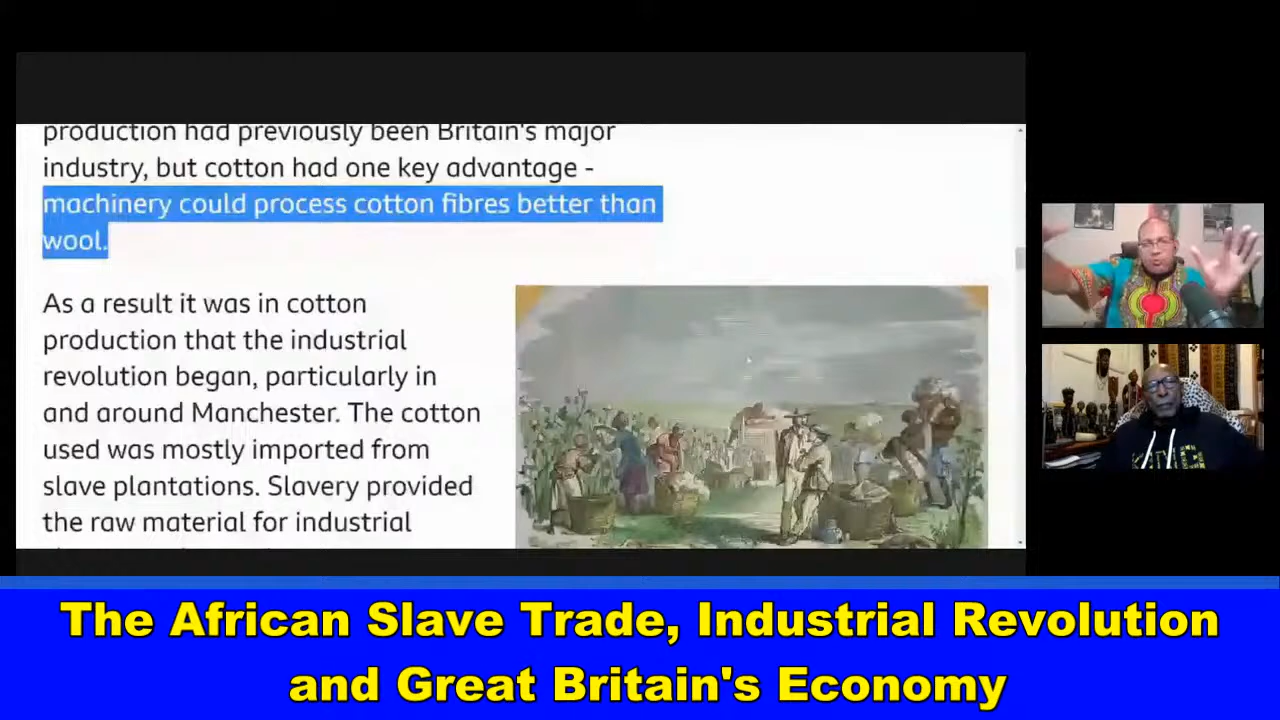 production had previously been Britain's major
industry, but cotton had one key advantage -
machinery could process cotton fibres better than
wool.
As a result it was in cotton
production that the industrial
revolution began, particularly in
and around Manchester. The cotton
used was mostly imported from
slave plantations. Slavery provided
the raw material for industrial
The African Slave Trade, Industrial Revolution
and Great Britain's Economy